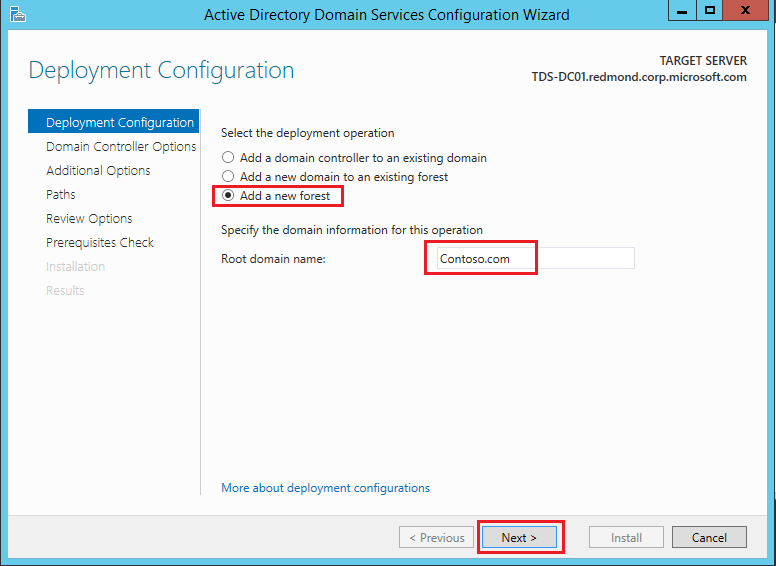 Active Directory Domain Services Configuration Wizard
Deployment Configuration
TARGET SERVER
TDS-DC01.redmond.corp.microsoft.com
Deployment Configuration
Domain Controller Options
Additional Options
Paths
Review Options
Prerequisites Check
Installation
Results
Select the deployment operation
Add a domain controller to an existing domain
Add a new domain to an existing forest
Add a new forest
Specify the domain information for this operation
Root domain name: Contoso.com
More about deployment configurations
< Previous Next > Install Cancel